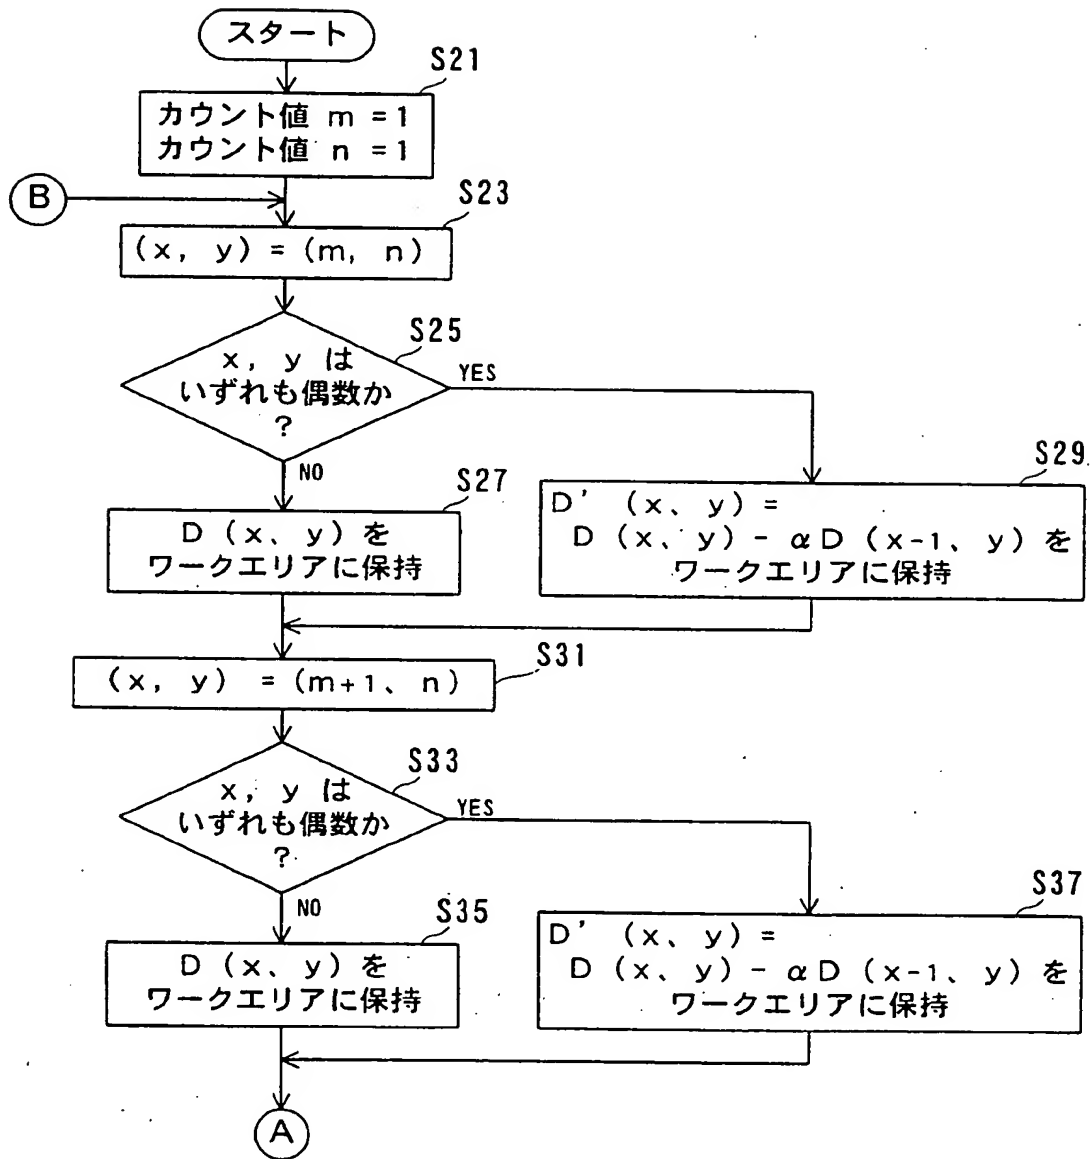 スタート
S21
カウント値 m =1
カウント値 n =1
B
S23
(x, y) = (m, n)
S25
x, y は
いずれも偶数か
?
YES
NO
S27
D (x、y) を
ワークエリアに保持
S29
D' (x、y) =
D (x、y) - αD (x-1、y) を
ワークエリアに保持
S31
(x, y) = (m+1、n)
S33
x, y は
いずれも偶数か
?
YES
NO
S35
D (x、y) を
ワークエリアに保持
S37
D' (x、y) =
D (x、y) - αD (x-1、y) を
ワークエリアに保持
A